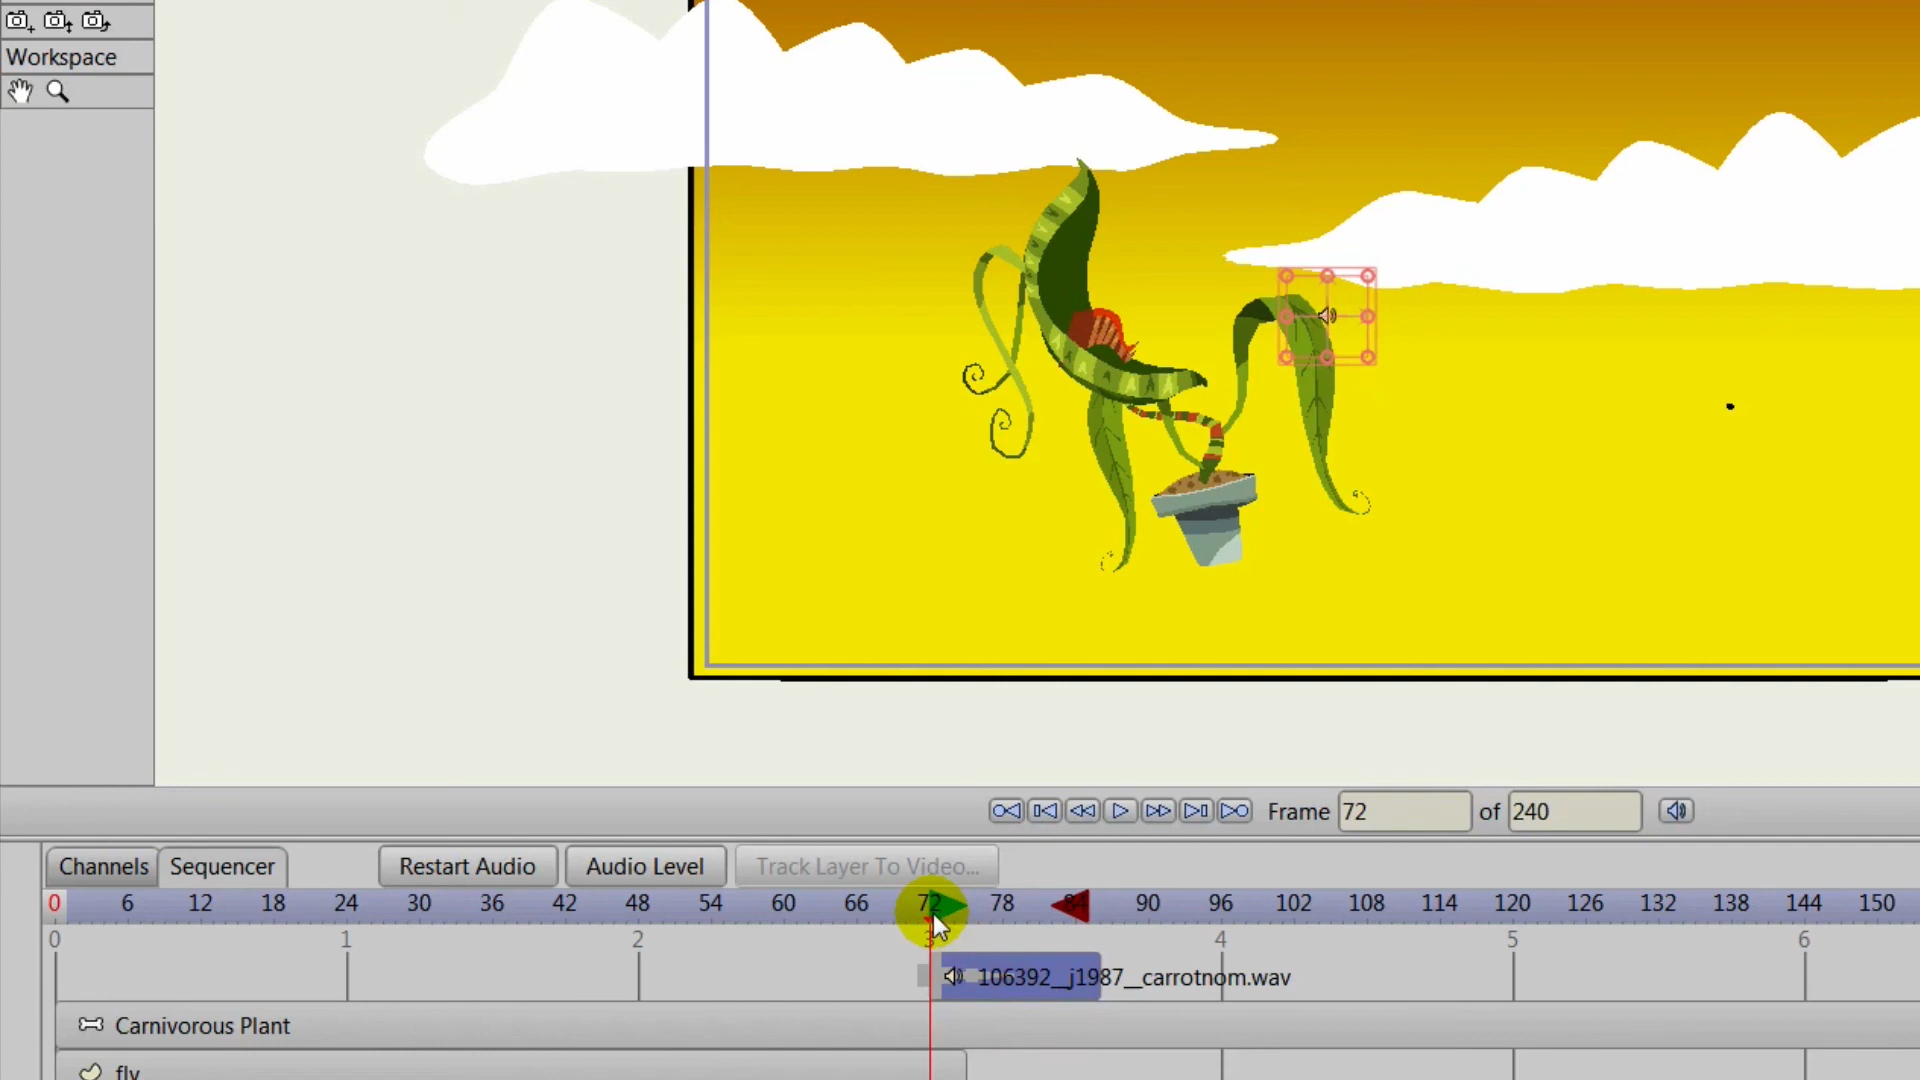 Workspace
Frame 72 of 240
Channels Sequencer Restart Audio Audio Level Track Layer To Video...
0 6 12 18 24 30 36 42 48 54 60 66 72 78 84 90 96 102 108 114 120 126 132 138 144 150
0 1 2 3 4 5 6
106392__j1987__carrotnom.wav
Carnivorous Plant
fly